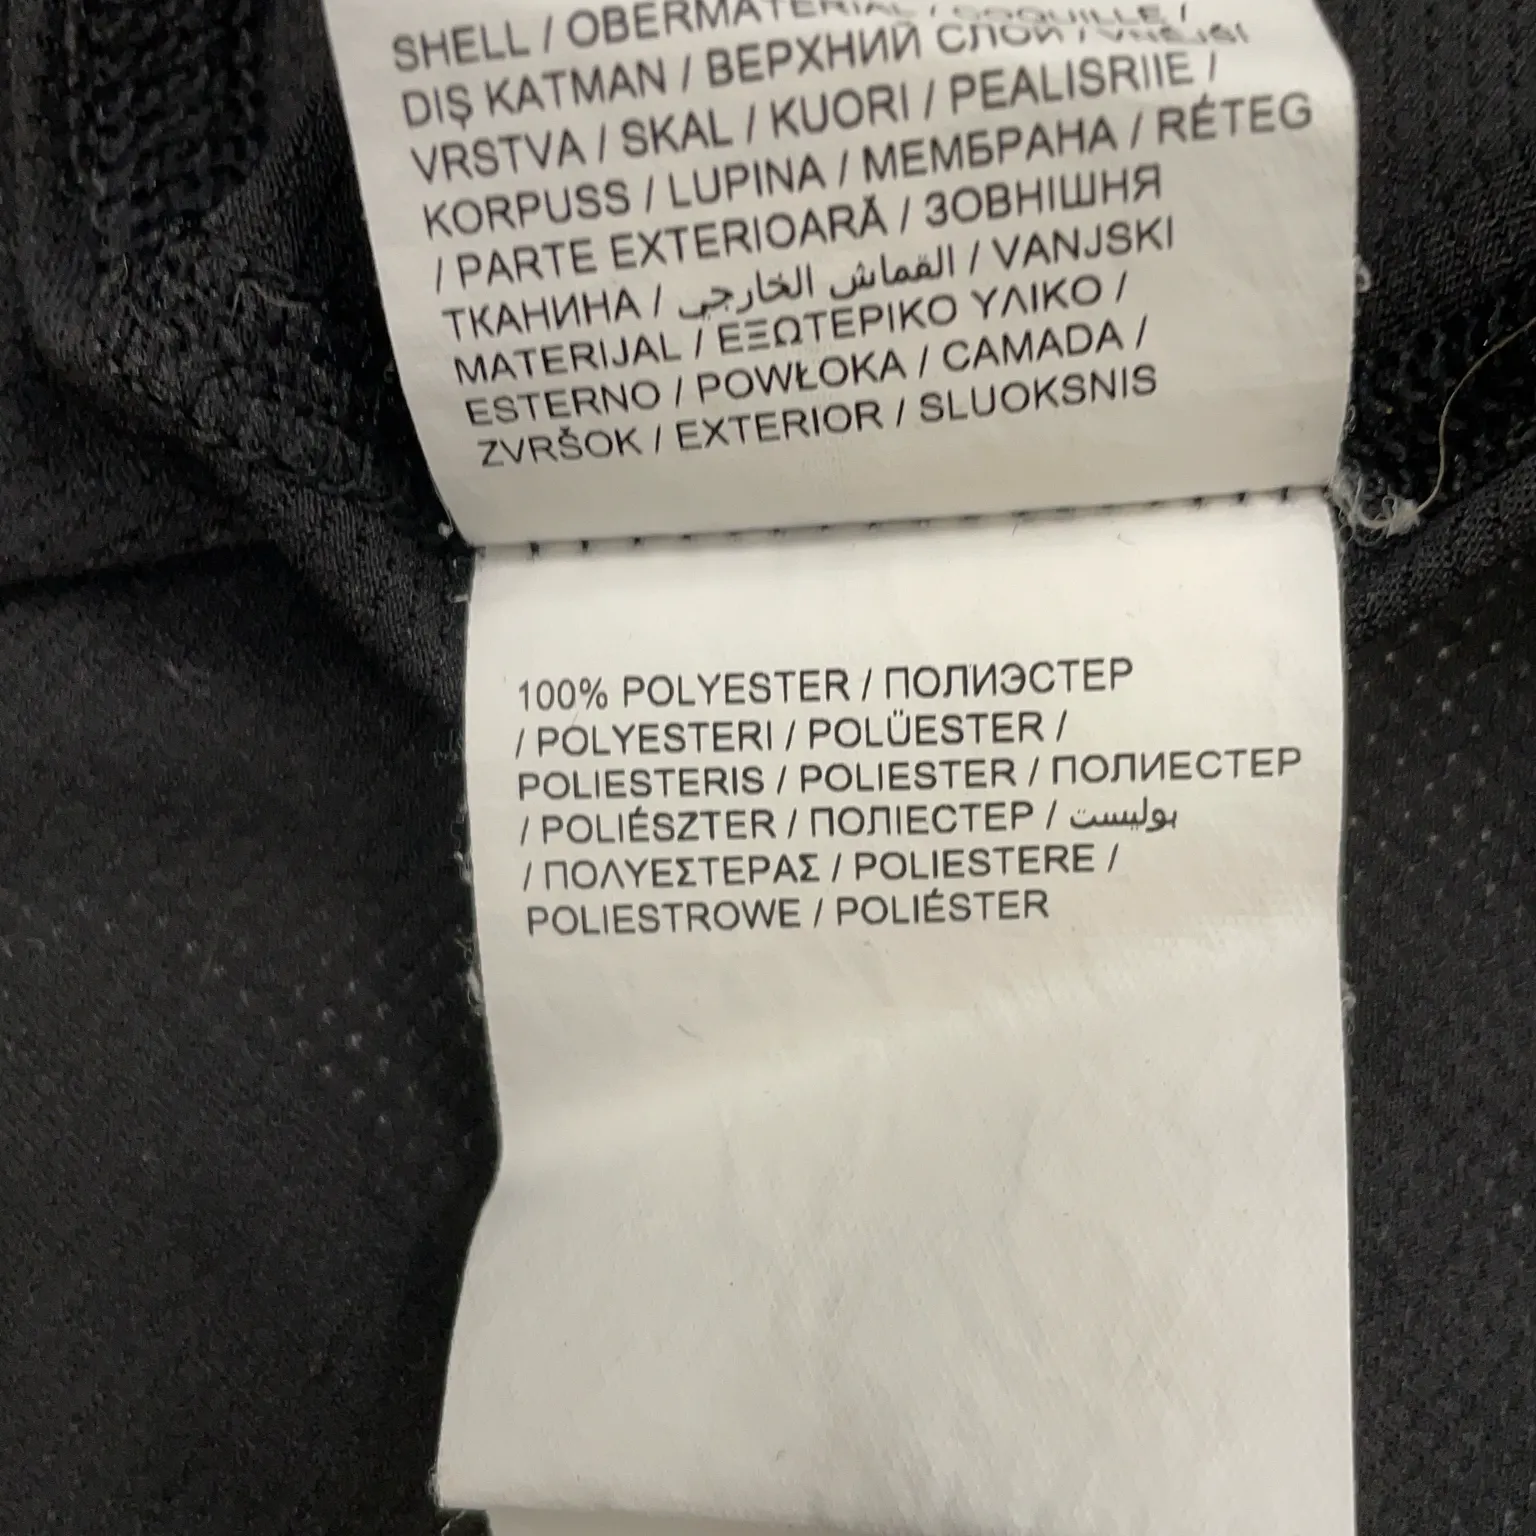 SHELL / OBERMATERIAL / COQUILLE /
DIŞ KATMAN / ВЕРХНИЙ СЛОЙ / VNĚJŠÍ
VRSTVA / SKAL / KUORI / PEALISRIIE /
KORPUSS / LUPINA / МЕМБРАНА / RÉTEG
/ PARTE EXTERIOARĂ / ЗОВНІШНЯ
ТКАНИНА / القماش الخارجي / VANJSKI
MATERIJAL / ΕΞΩΤΕΡΙΚΟ ΥΛΙΚΟ /
ESTERNO / POWŁOKA / CAMADA /
ZVRŠOK / EXTERIOR / SLUOKSNIS
100% POLYESTER / ПОЛИЭСТЕР
/ POLYESTERI / POLÜESTER /
POLIESTERIS / POLIESTER / ПОЛИЕСТЕР
/ POLIÉSZTER / ПОЛІЕСТЕР / بوليست
/ ΠΟΛΥΕΣΤΕΡΑΣ / POLIESTERE /
POLIESTROWE / POLIÉSTER